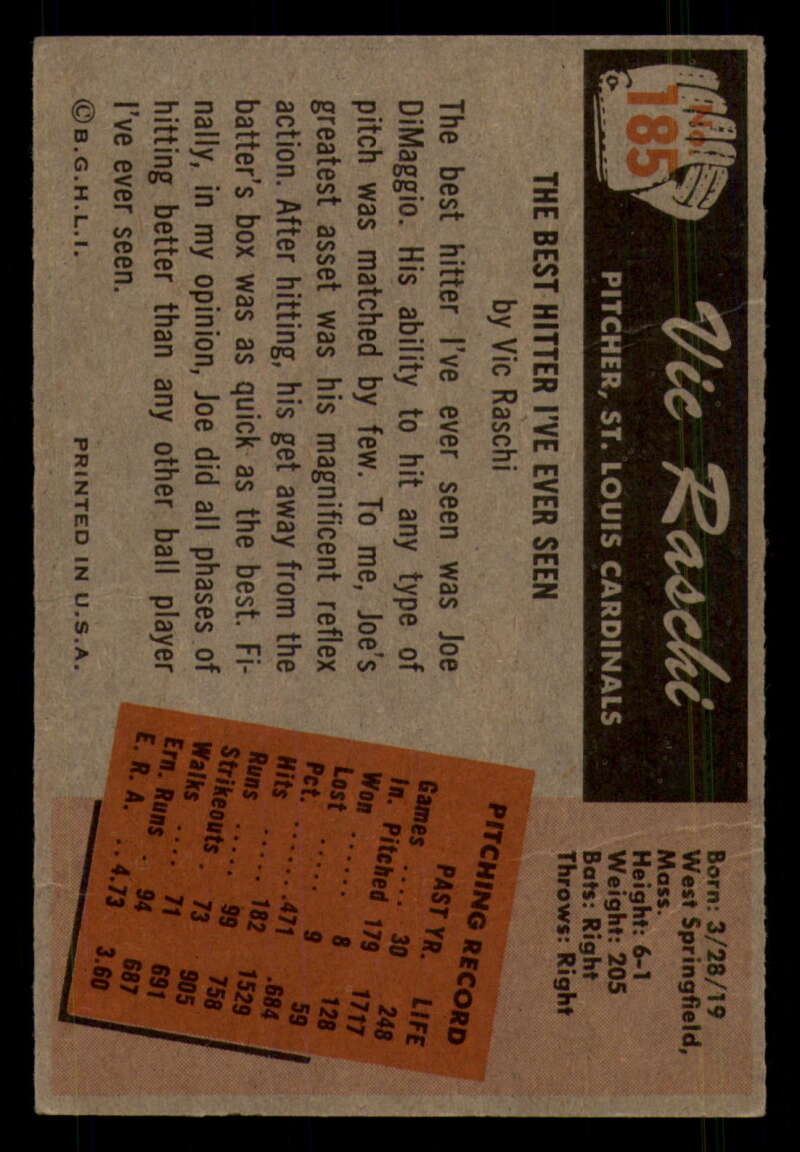 No.
185
Vic Raschi
PITCHER, ST. LOUIS CARDINALS
Born: 3/28/19
West Springfield,
Mass.
Height: 6-1
Weight: 205
Bats: Right
Throws: Right
THE BEST HITTER I'VE EVER SEEN
by Vic Raschi
The best hitter I've ever seen was Joe
DiMaggio. His ability to hit any type of
pitch was matched by few. To me, Joe's
greatest asset was his magnificent reflex
action. After hitting, his get away from the
batter's box was as quick as the best. Fi-
nally, in my opinion, Joe did all phases of
hitting better than any other ball player
I've ever seen.
© B.G.H.L.I. PRINTED IN U.S.A.
PITCHING RECORD
PAST YR. LIFE
Games .... 30 248
In. Pitched 179 1717
Won ...... 8 128
Lost ..... 9 59
Pct. ...... .471 .684
Hits ..... 182 1529
Runs ..... 99 758
Strikeouts . 73 905
Walks .... 71 691
Ern. Runs . 94 687
E. R. A. .. 4.73 3.60